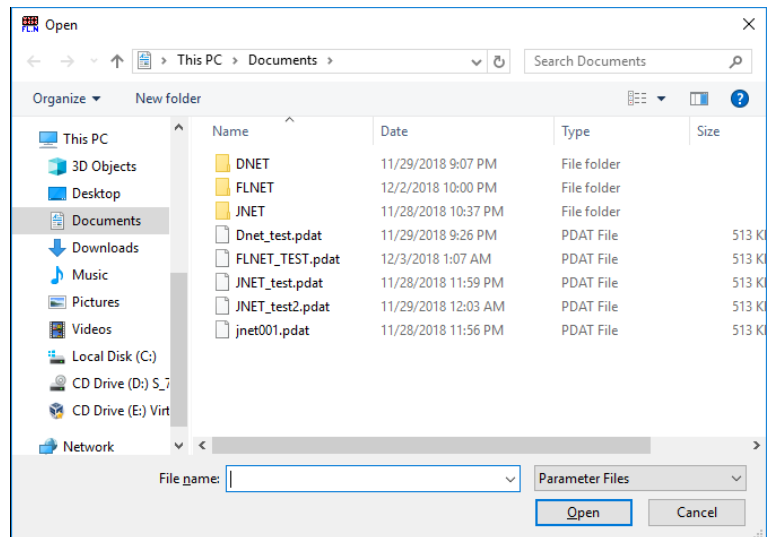 FL.N Open
This PC > Documents >
Search Documents
Organize
New folder
Name Date Type Size
This PC
3D Objects
Desktop
Documents
Downloads
Music
Pictures
Videos
Local Disk (C:)
CD Drive (D:) S_7
CD Drive (E:) Virt
Network
DNET 11/29/2018 9:07 PM File folder
FLNET 12/2/2018 10:00 PM File folder
JNET 11/28/2018 10:37 PM File folder
Dnet_test.pdat 11/29/2018 9:26 PM PDAT File 513 K
FLNET_TEST.pdat 12/3/2018 1:07 AM PDAT File 513 K
JNET_test.pdat 11/28/2018 11:59 PM PDAT File 513 K
JNET_test2.pdat 11/29/2018 12:03 AM PDAT File 513 K
jnet001.pdat 11/28/2018 11:56 PM PDAT File 513 K
File name:
Parameter Files
Open
Cancel